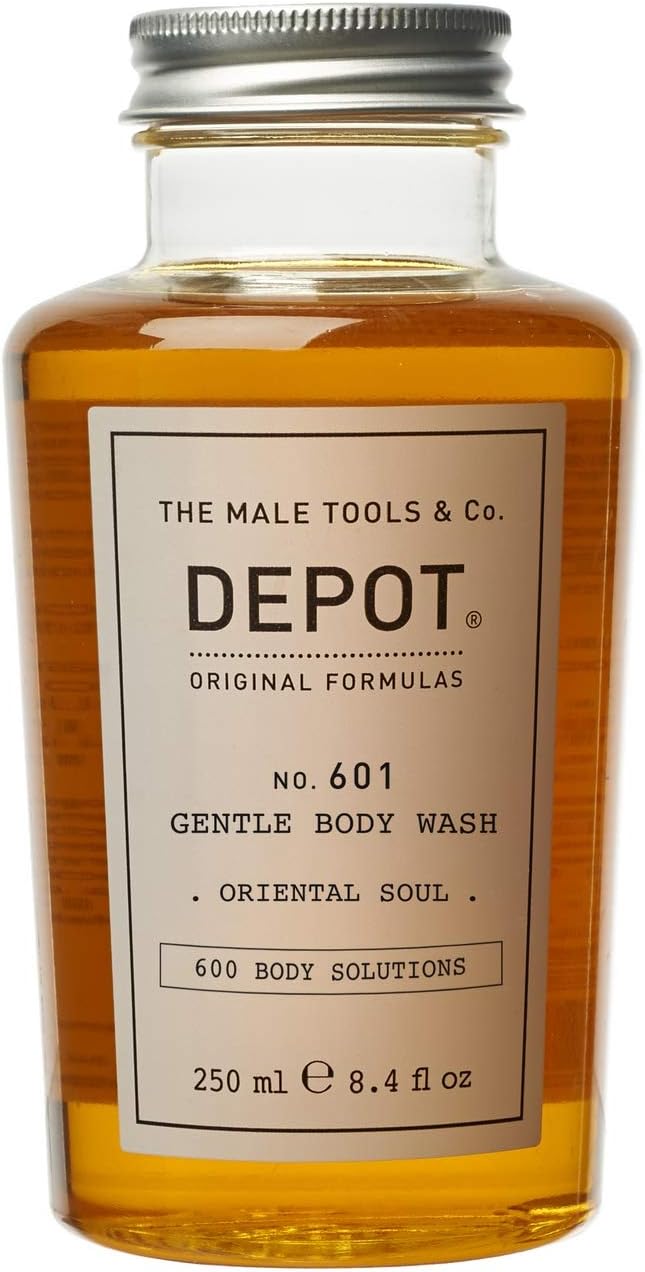 THE MALE TOOLS & Co.
DEPOT®
ORIGINAL FORMULAS
NO. 601
GENTLE BODY WASH
. ORIENTAL SOUL .
600 BODY SOLUTIONS
250 ml ℮ 8.4 fl oz